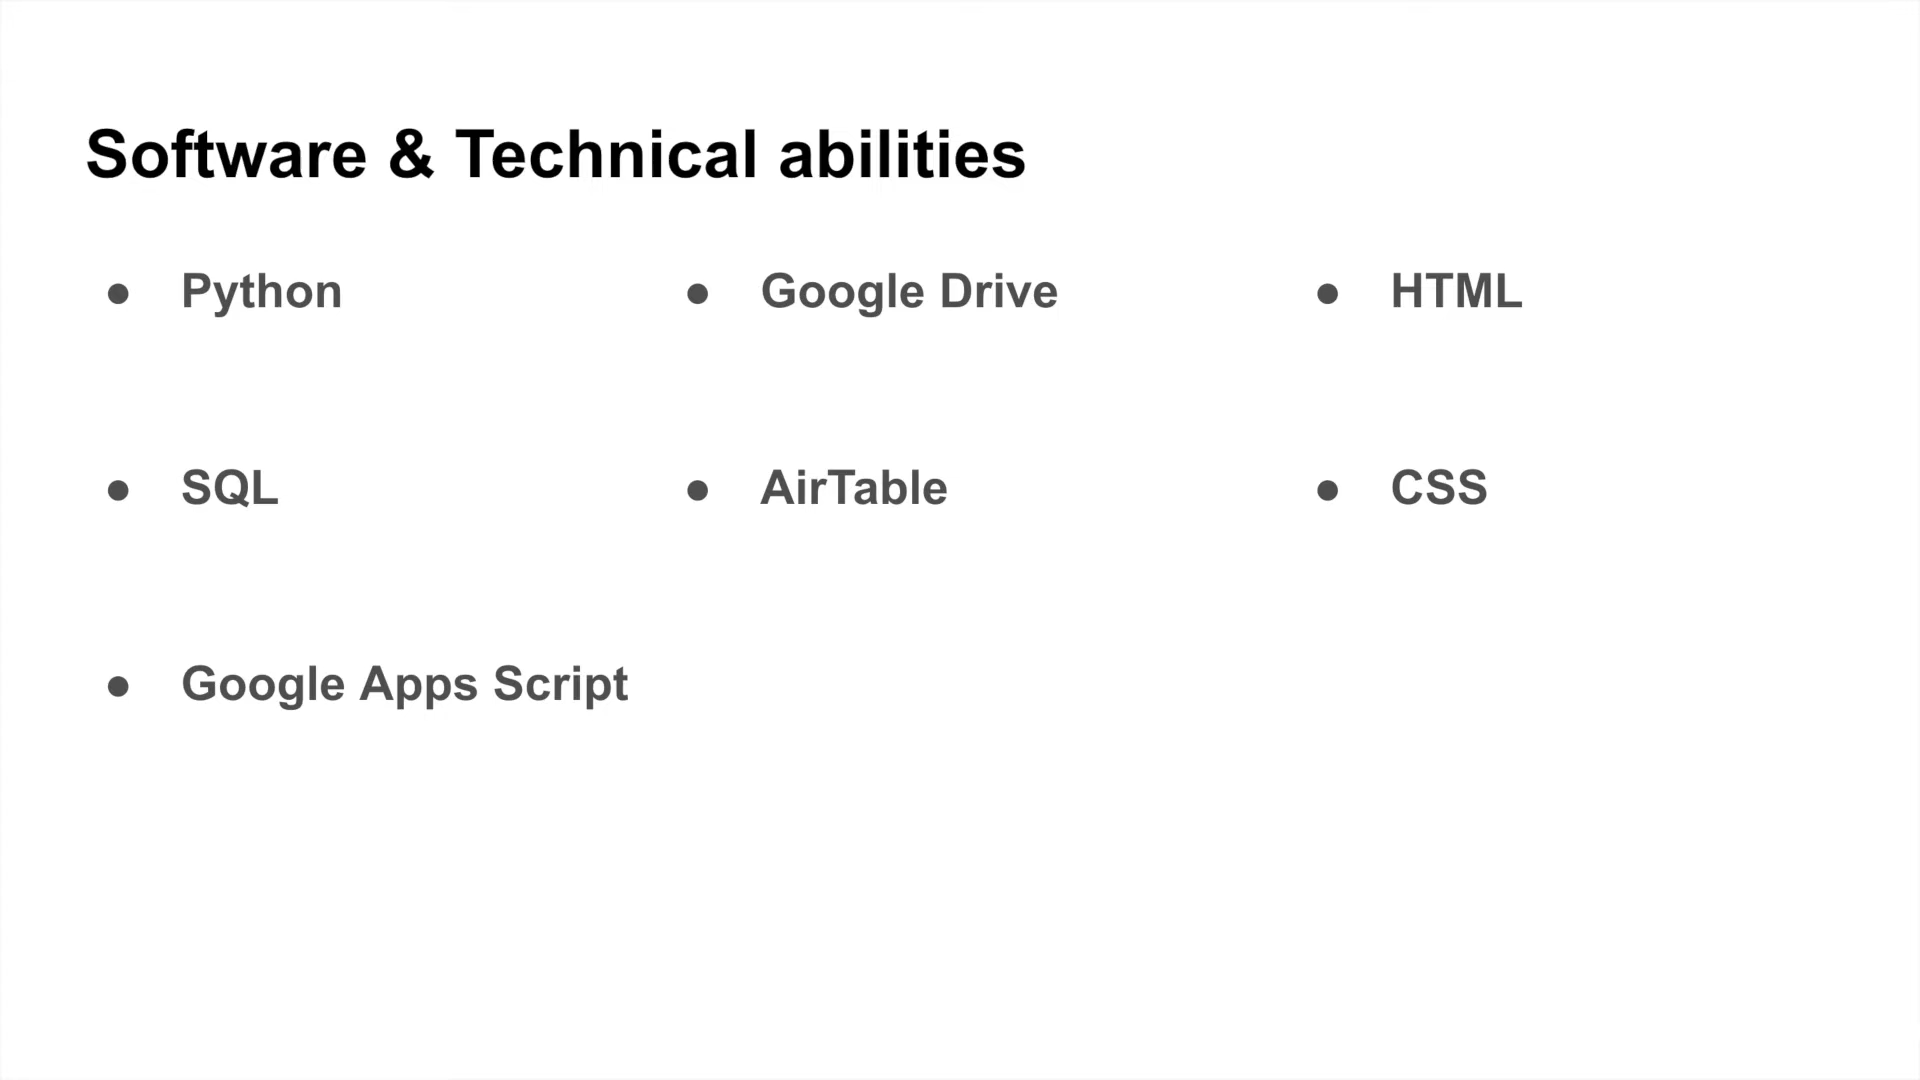 Software & Technical abilities
● Python
● SQL
● Google Apps Script
● Google Drive
● AirTable
● HTML
● CSS